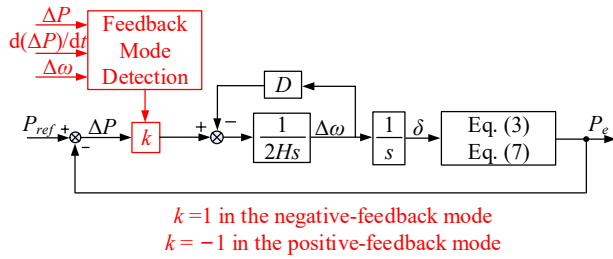 ΔP
d(ΔP)/dt
Δω
Feedback
Mode
Detection
D
P_ref + ΔP k + − 1/2Hs Δω 1/s δ Eq. (3) P_e
−
Eq. (7)
k =1 in the negative-feedback mode
k = −1 in the positive-feedback mode